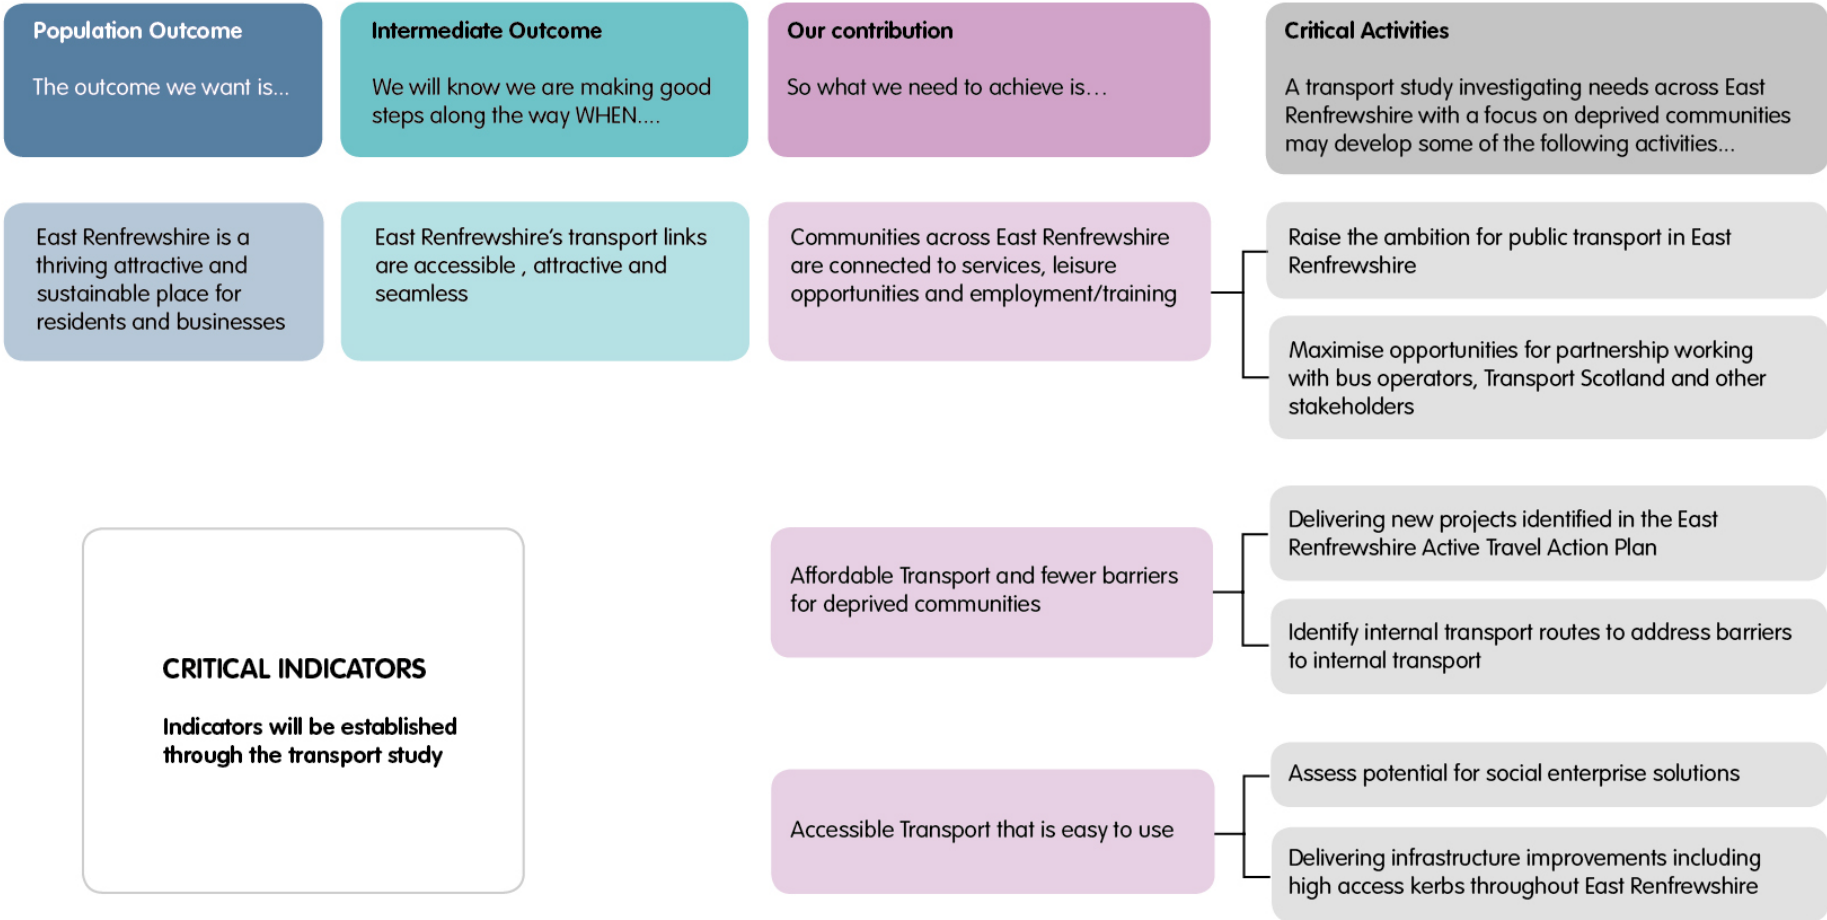 Population Outcome
The outcome we want is...
Intermediate Outcome
We will know we are making good
steps along the way WHEN....
Our contribution
So what we need to achieve is...
Critical Activities
A transport study investigating needs across East
Renfrewshire with a focus on deprived communities
may develop some of the following activities...
East Renfrewshire is a
thriving attractive and
sustainable place for
residents and businesses
East Renfrewshire's transport links
are accessible , attractive and
seamless
Communities across East Renfrewshire
are connected to services, leisure
opportunities and employment/training
Raise the ambition for public transport in East
Renfrewshire
Maximise opportunities for partnership working
with bus operators, Transport Scotland and other
stakeholders
CRITICAL INDICATORS
Indicators will be established
through the transport study
Affordable Transport and fewer barriers
for deprived communities
Delivering new projects identified in the East
Renfrewshire Active Travel Action Plan
Identify internal transport routes to address barriers
to internal transport
Accessible Transport that is easy to use
Assess potential for social enterprise solutions
Delivering infrastructure improvements including
high access kerbs throughout East Renfrewshire